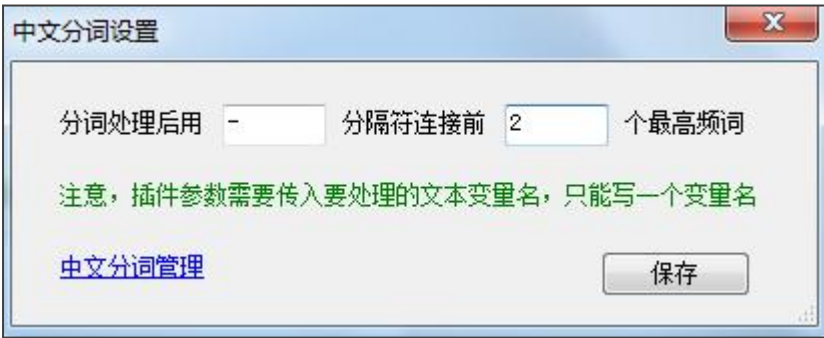 中文分词设置
分词处理后用 - 分隔符连接前 2 个最高频词
注意，插件参数需要传入要处理的文本变量名，只能写一个变量名
中文分词管理 保存